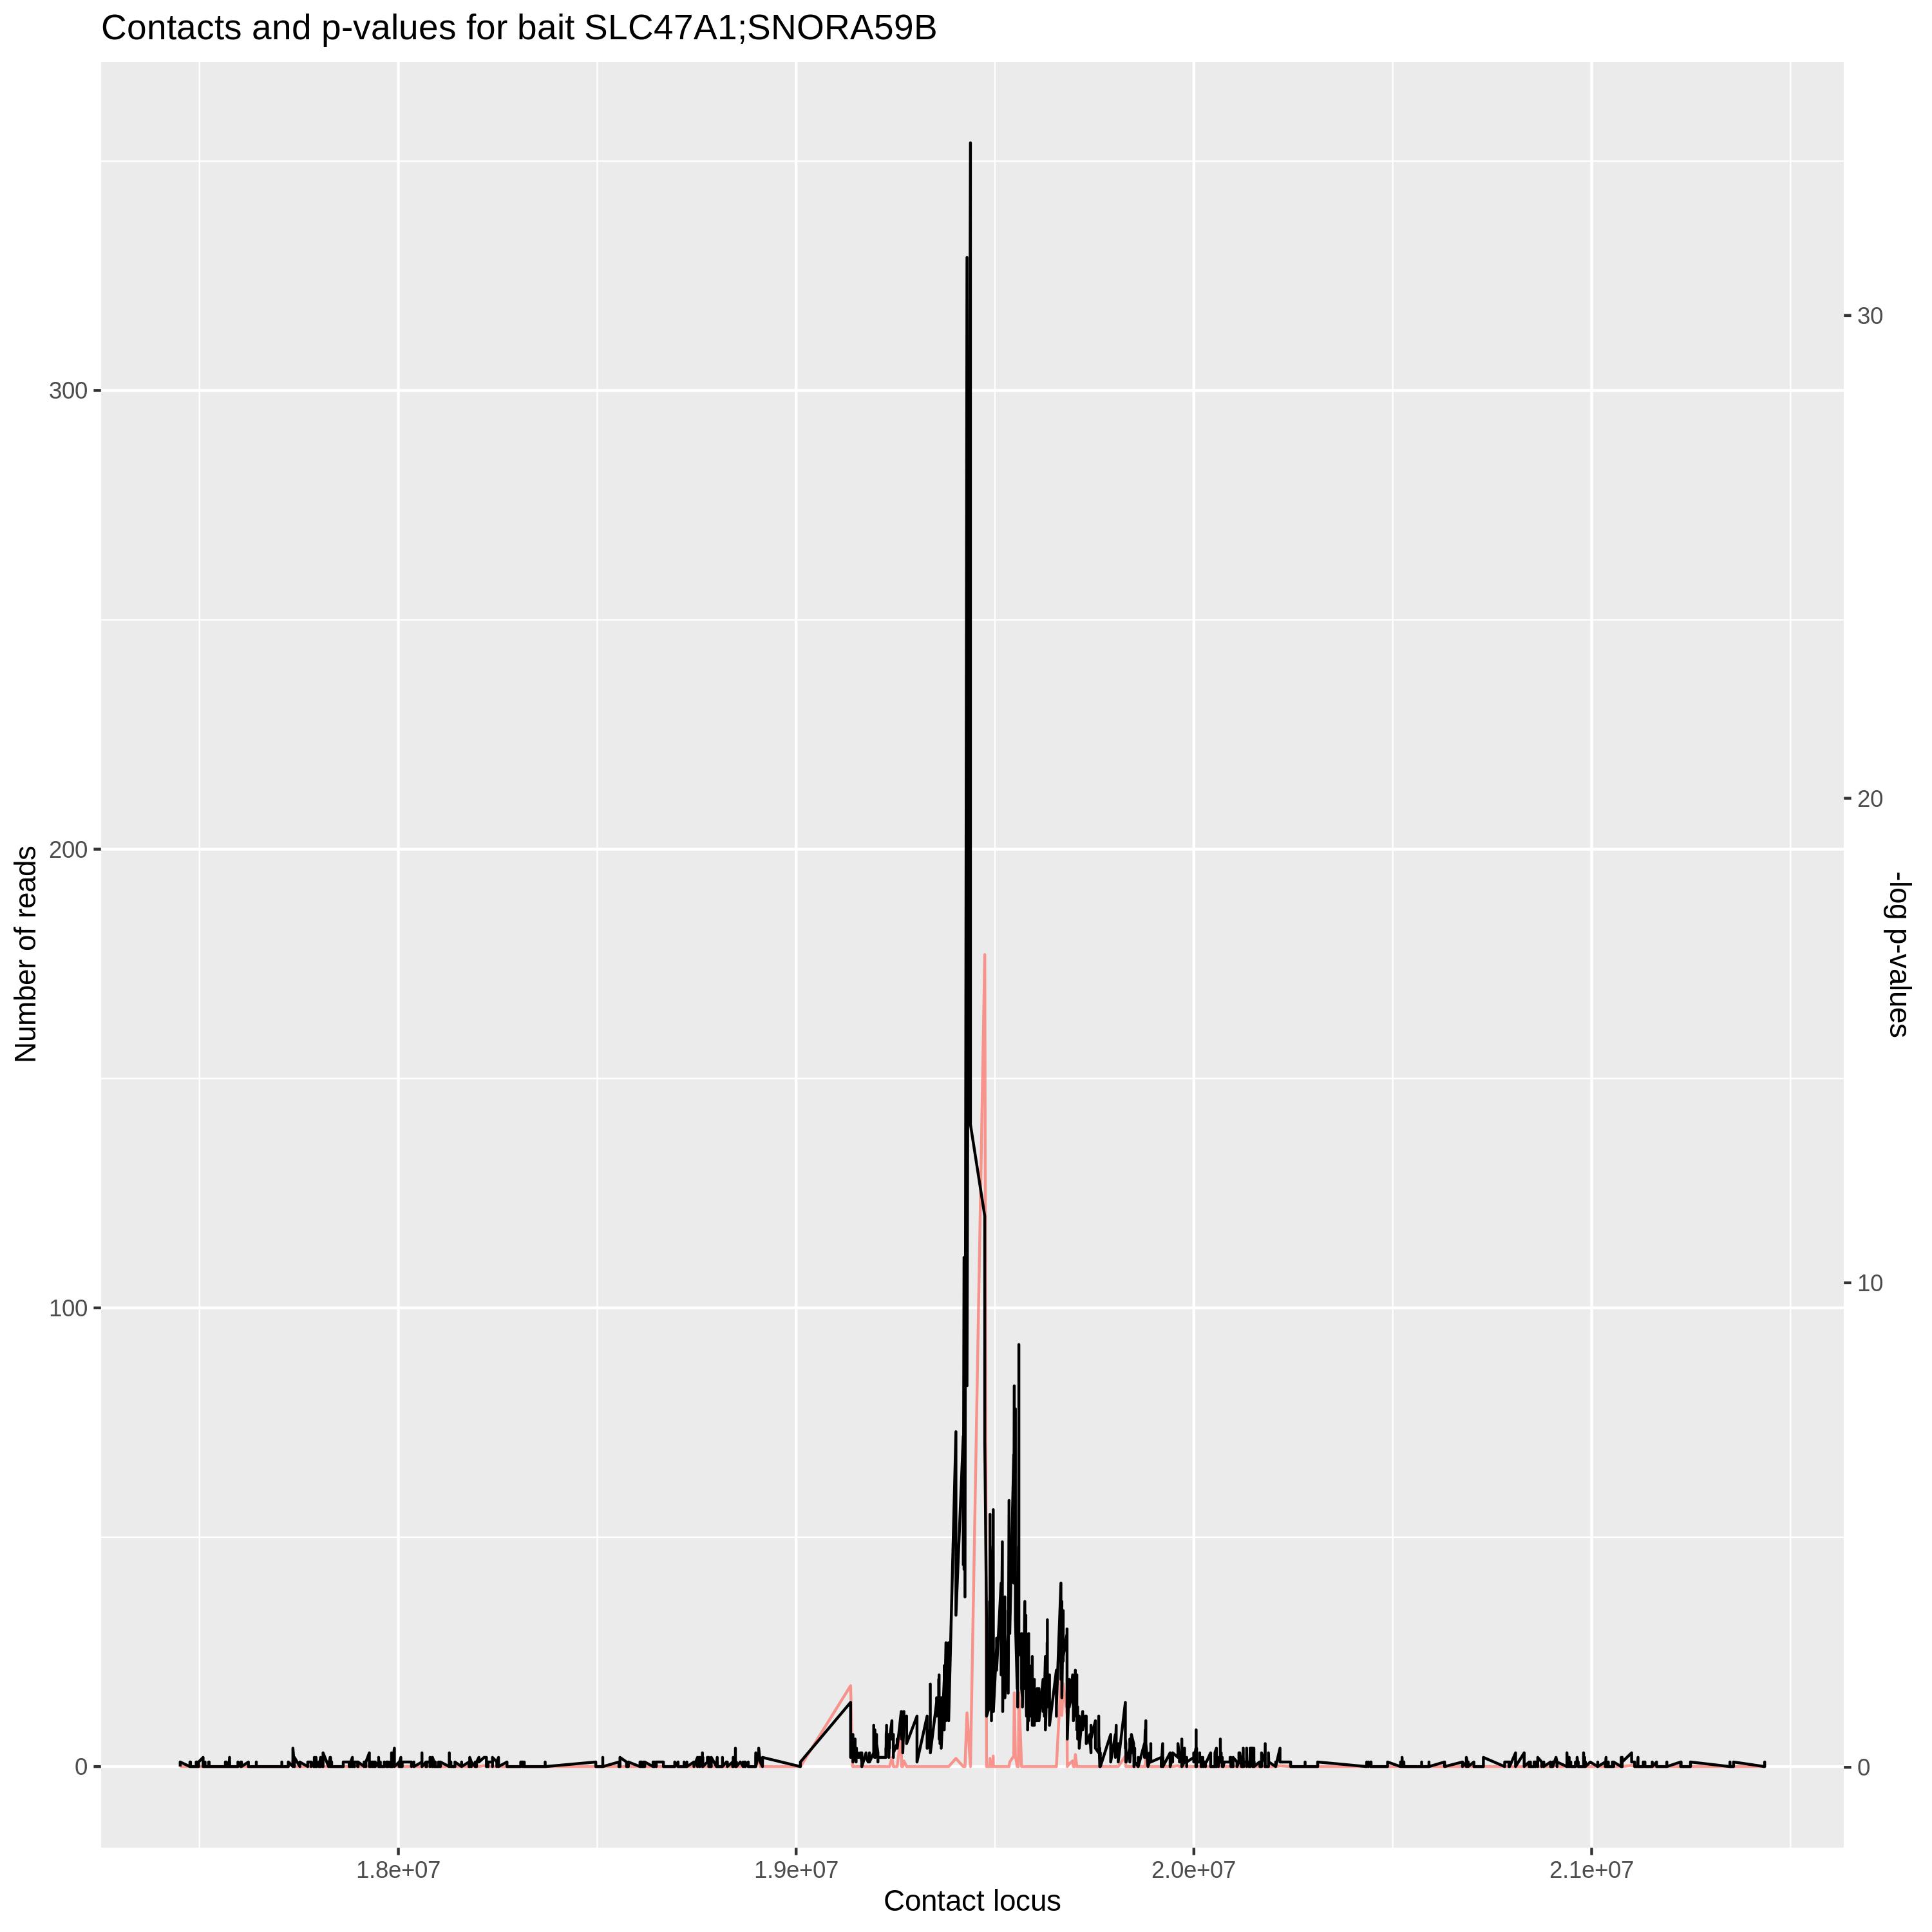 Contacts and p-values for bait SLC47A1;SNORA59B
300
200
100
0
Number of reads
30
20
10
0
-log p-values
1.8e+07
1.9e+07
2.0e+07
2.1e+07
Contact locus